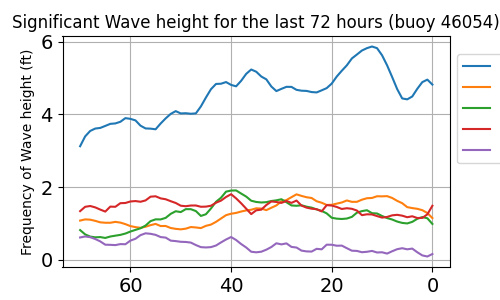 Significant Wave height for the last 72 hours (buoy 46054)
Frequency of Wave height (ft)
6
4
2
0
60 40 20 0